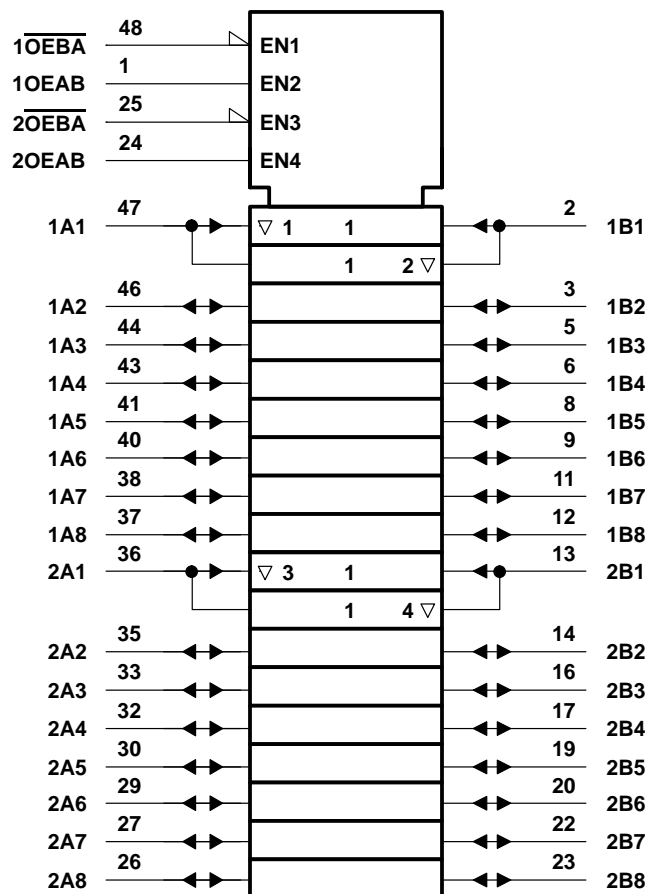 1O̅E̅B̅A̅ 48 EN1
1OEAB 1 EN2
2O̅E̅B̅A̅ 25 EN3
2OEAB 24 EN4
1A1 47 ▽ 1 1 2 1B1
1 2 ▽
1A2 46 3 1B2
1A3 44 5 1B3
1A4 43 6 1B4
1A5 41 8 1B5
1A6 40 9 1B6
1A7 38 11 1B7
1A8 37 12 1B8
2A1 36 ▽ 3 1 13 2B1
1 4 ▽
2A2 35 14 2B2
2A3 33 16 2B3
2A4 32 17 2B4
2A5 30 19 2B5
2A6 29 20 2B6
2A7 27 22 2B7
2A8 26 23 2B8